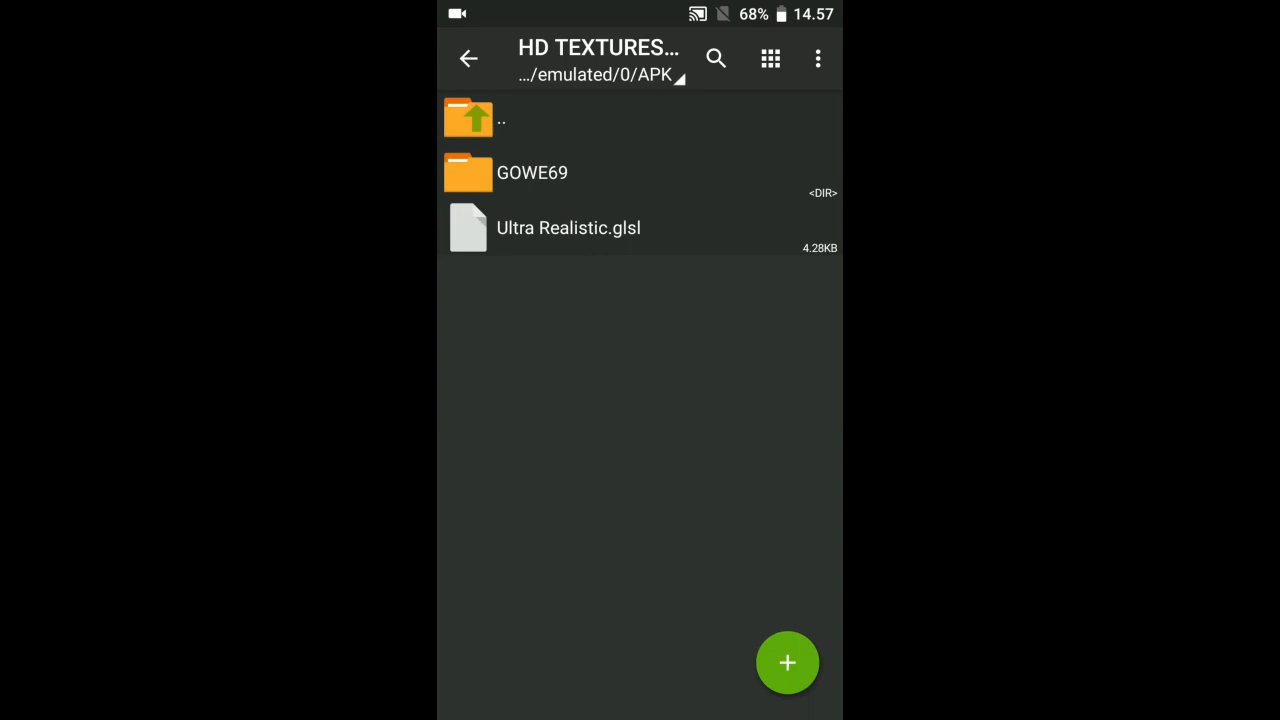 68% 14.57
HD TEXTURES...
.../emulated/0/APK
..
GOWE69
<DIR>
Ultra Realistic.glsl
4.28KB